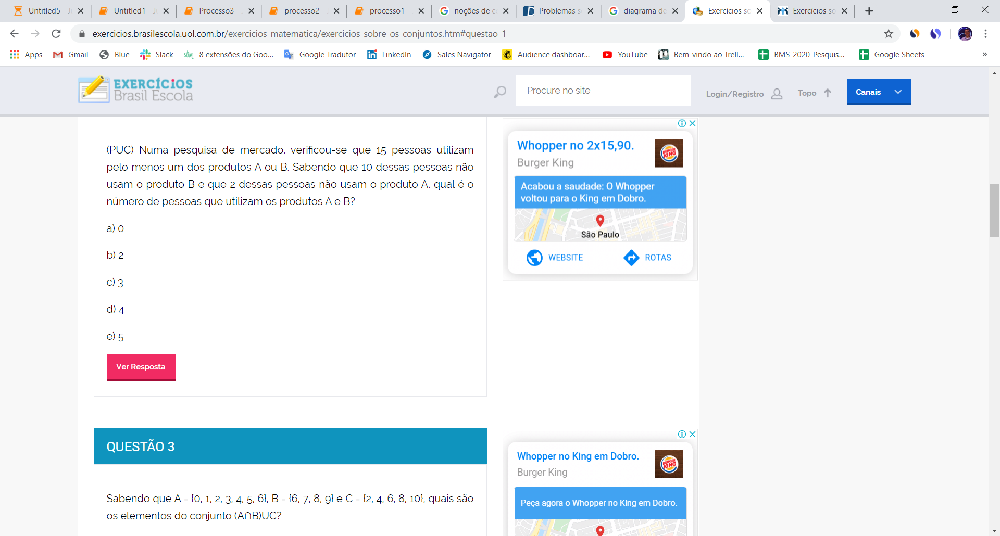 Untitled5 - J
Untitled1 - J
Processo3 -
processo2 -
processo1 -
noções de c
Problemas s
diagrama de
Exercícios so
Exercícios so
exercicios.brasilescola.uol.com.br/exercicios-matematica/exercicios-sobre-os-conjuntos.htm#questao-1
Apps
Gmail
Blue
Slack
slim
8 extensões do Goo...
Google Tradutor
LinkedIn
Sales Navigator
Audience dashboar...
YouTube
Bem-vindo ao Trell...
BMS_2020_Pesquis...
Google Sheets
»
EXERCÍCIOS
Brasil Escola
Procure no site
Login/Registro
Topo
Canais
(PUC) Numa pesquisa de mercado, verificou-se que 15 pessoas utilizam
pelo menos um dos produtos A ou B. Sabendo que 10 dessas pessoas não
usam o produto B e que 2 dessas pessoas não usam o produto A, qual é o
número de pessoas que utilizam os produtos A e B?
a) 0
b) 2
c) 3
d) 4
e) 5
Ver Resposta
QUESTÃO 3
Sabendo que A = {0, 1, 2, 3, 4, 5, 6}, B = {6, 7, 8, 9} e C = {2, 4, 6, 8, 10}, quais são
os elementos do conjunto (A∩B)UC?
Whopper no 2x15,90.
Burger King
BURGER
KING
Acabou a saudade: O Whopper
voltou para o King em Dobro.
São Paulo
WEBSITE
ROTAS
Whopper no King em Dobro.
Burger King
BURGER
KING
Peça agora o Whopper no King em Dobro.